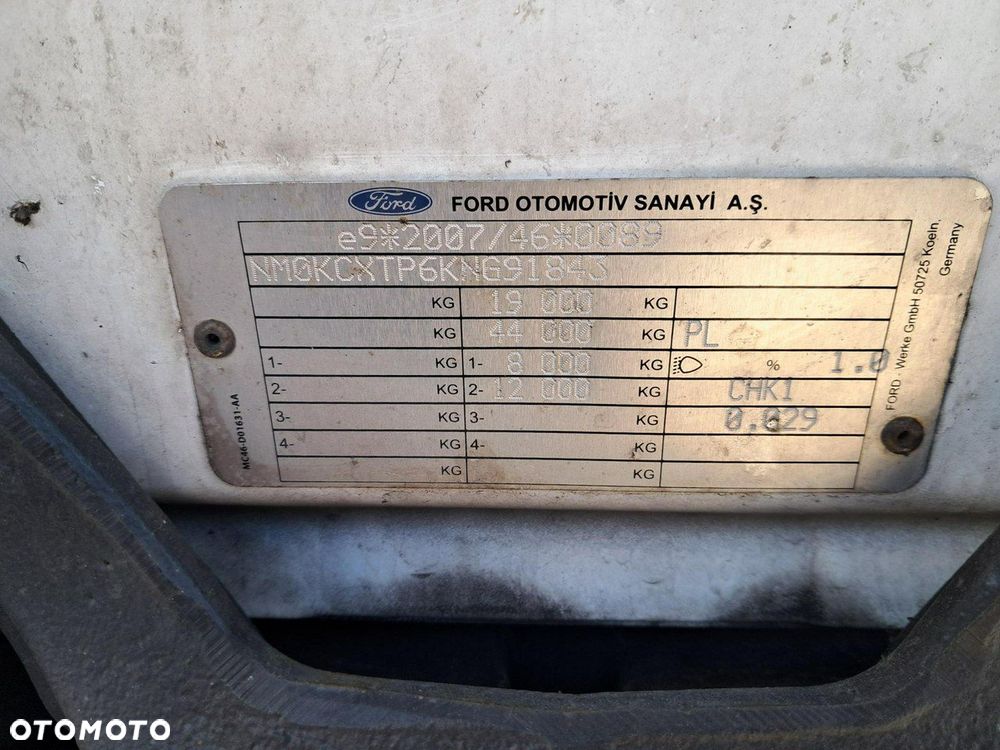 Ford FORD OTOMOTİV SANAYİ A.Ş.
e9*2007/46*0089
NM0KCXTP6KNG91843
KG 19 000 KG
KG 44 000 KG PL
1- KG 1- 8 000 KG % 1.0
2- KG 2- 12 000 KG CHK1
3- KG 3- KG 0.029
4- KG 4- KG
KG KG
MC46-D01631-AA
FORD - Werke GmbH 50725 Koeln.
Germany
OTOMOTO